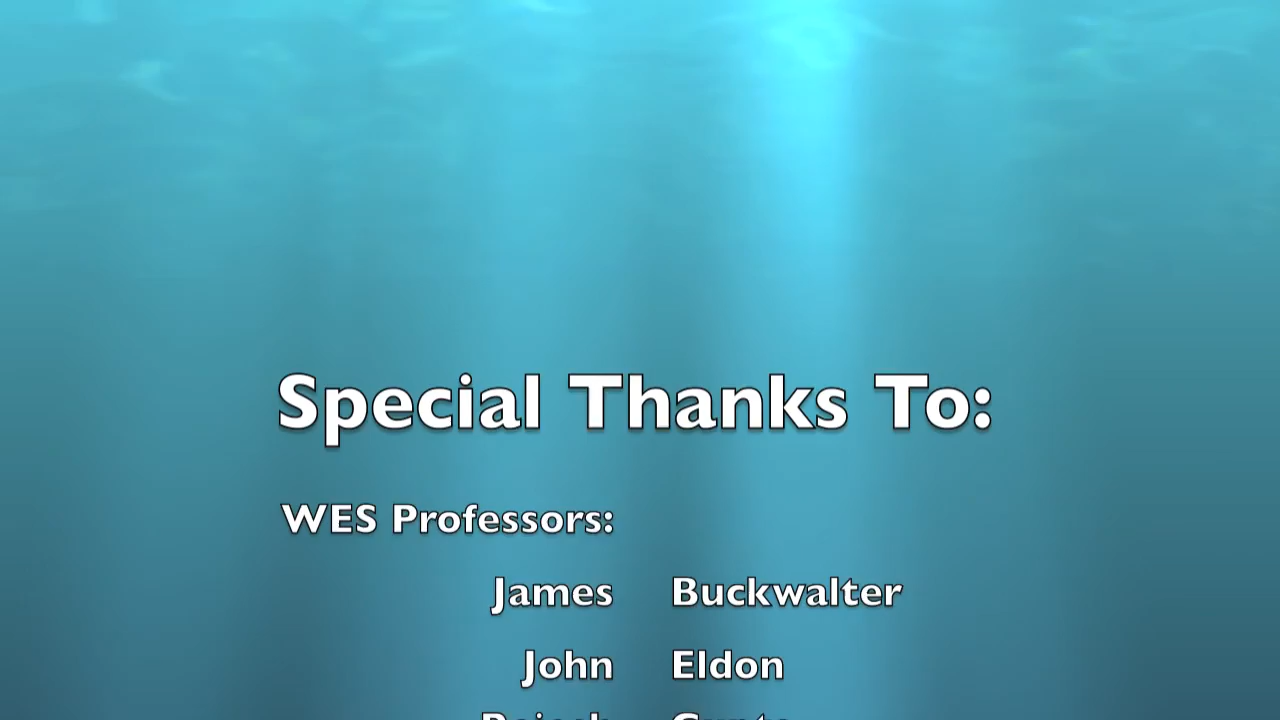 Special Thanks To:
WES Professors:
James Buckwalter
John Eldon